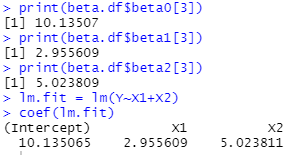 > print(beta.df$beta0[3])
[1] 10.13507
> print(beta.df$beta1[3])
[1] 2.955609
> print(beta.df$beta2[3])
[1] 5.023809
> lm.fit = lm(Y~X1+X2)
> coef(lm.fit)
(Intercept) X1 X2
10.135065 2.955609 5.023811